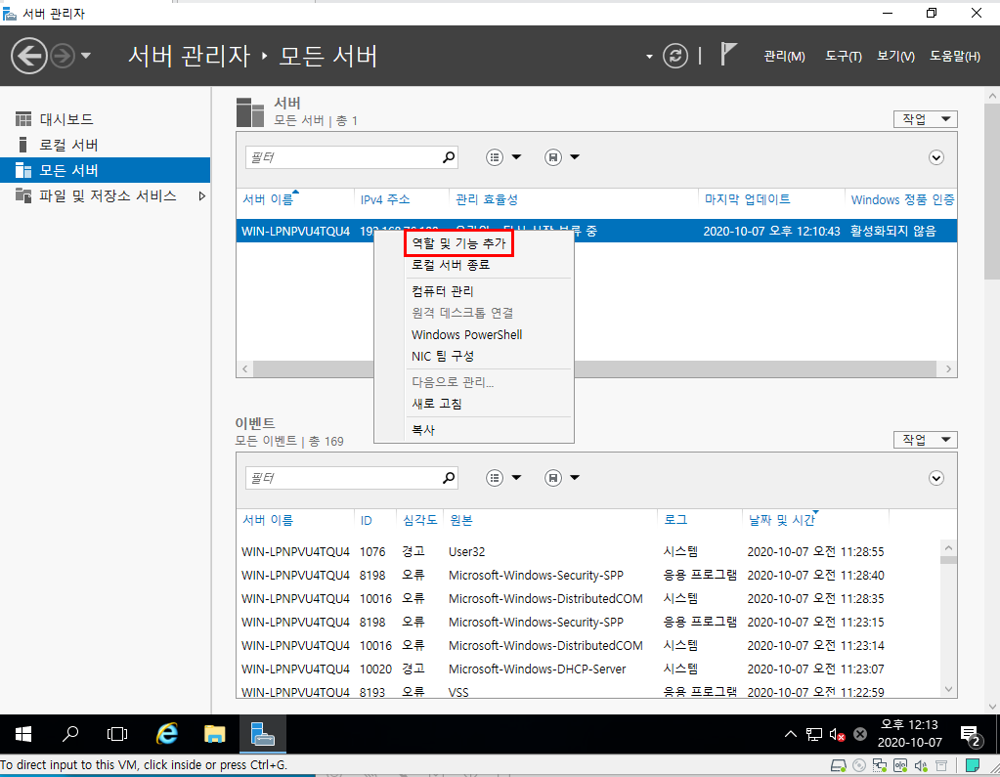 서버 관리자
서버 관리자 ‣ 모든 서버
관리(M) 도구(T) 보기(V) 도움말(H)
대시보드
로컬 서버
모든 서버
파일 및 저장소 서비스
서버
모든 서버 | 총 1
작업
필터
서버 이름 IPv4 주소 관리 효율성 마지막 업데이트 Windows 정품 인증
WIN-LPNPVU4TQU4 보류 중 2020-10-07 오후 12:10:43 활성화되지 않음
역할 및 기능 추가
로컬 서버 종료
컴퓨터 관리
원격 데스크톱 연결
Windows PowerShell
NIC 팀 구성
다음으로 관리...
새로 고침
복사
이벤트
모든 이벤트 | 총 169
작업
필터
서버 이름 ID 심각도 원본 로그 날짜 및 시간
WIN-LPNPVU4TQU4 1076 경고 User32 시스템 2020-10-07 오전 11:28:55
WIN-LPNPVU4TQU4 8198 오류 Microsoft-Windows-Security-SPP 응용 프로그램 2020-10-07 오전 11:28:40
WIN-LPNPVU4TQU4 10016 오류 Microsoft-Windows-DistributedCOM 시스템 2020-10-07 오전 11:28:35
WIN-LPNPVU4TQU4 8198 오류 Microsoft-Windows-Security-SPP 응용 프로그램 2020-10-07 오전 11:23:15
WIN-LPNPVU4TQU4 10016 오류 Microsoft-Windows-DistributedCOM 시스템 2020-10-07 오전 11:23:14
WIN-LPNPVU4TQU4 10020 경고 Microsoft-Windows-DHCP-Server 시스템 2020-10-07 오전 11:23:07
WIN-LPNPVU4TQU4 8193 오류 VSS 응용 프로그램 2020-10-07 오전 11:22:59
오후 12:13
2020-10-07
2
To direct input to this VM, click inside or press Ctrl+G.